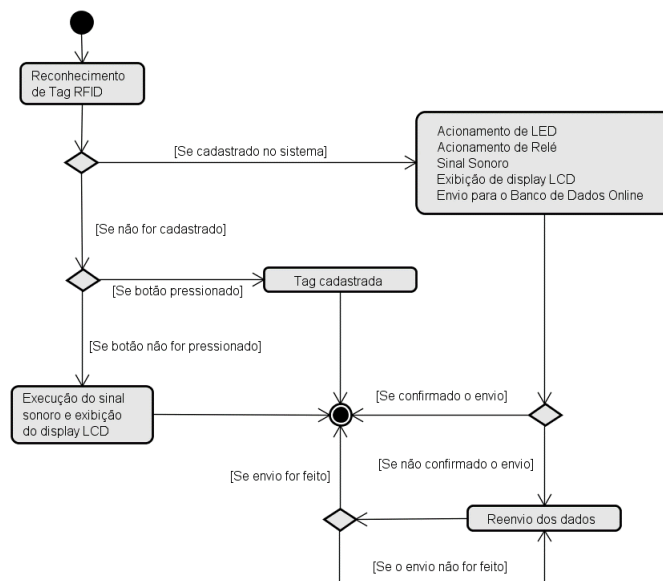 Reconhecimento
de Tag RFID
[Se cadastrado no sistema]
Acionamento de LED
Acionamento de Relé
Sinal Sonoro
Exibição de display LCD
Envio para o Banco de Dados Online
[Se não for cadastrado]
[Se botão pressionado]
Tag cadastrada
[Se botão não for pressionado]
Execução do sinal
sonoro e exibição
do display LCD
[Se confirmado o envio]
[Se não confirmado o envio]
[Se envio for feito]
Reenvio dos dados
[Se o envio não for feito]